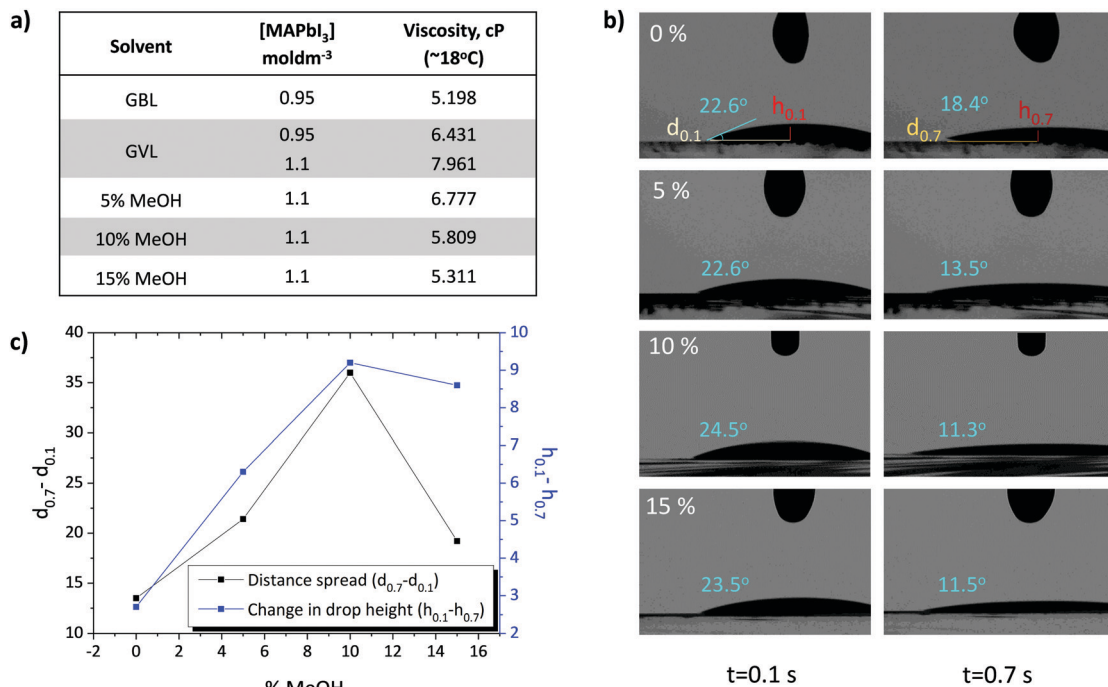 a)
Solvent [MAPbI₃] moldm⁻³ Viscosity, cP (~18°C)
GBL 0.95 5.198
GVL 0.95 6.431
1.1 7.961
5% MeOH 1.1 6.777
10% MeOH 1.1 5.809
15% MeOH 1.1 5.311
b)
0 %
22.6°
h₀.₁
d₀.₁
18.4°
h₀.₇
d₀.₇
5 %
22.6°
13.5°
10 %
24.5°
11.3°
15 %
23.5°
11.5°
t=0.1 s
t=0.7 s
c)
d₀.₇- d₀.₁
40
35
30
25
20
15
10
h₀.₁- h₀.₇
10
9
8
7
6
5
4
3
2
Distance spread (d₀.₇-d₀.₁)
Change in drop height (h₀.₁-h₀.₇)
-2 0 2 4 6 8 10 12 14 16
% MeOH